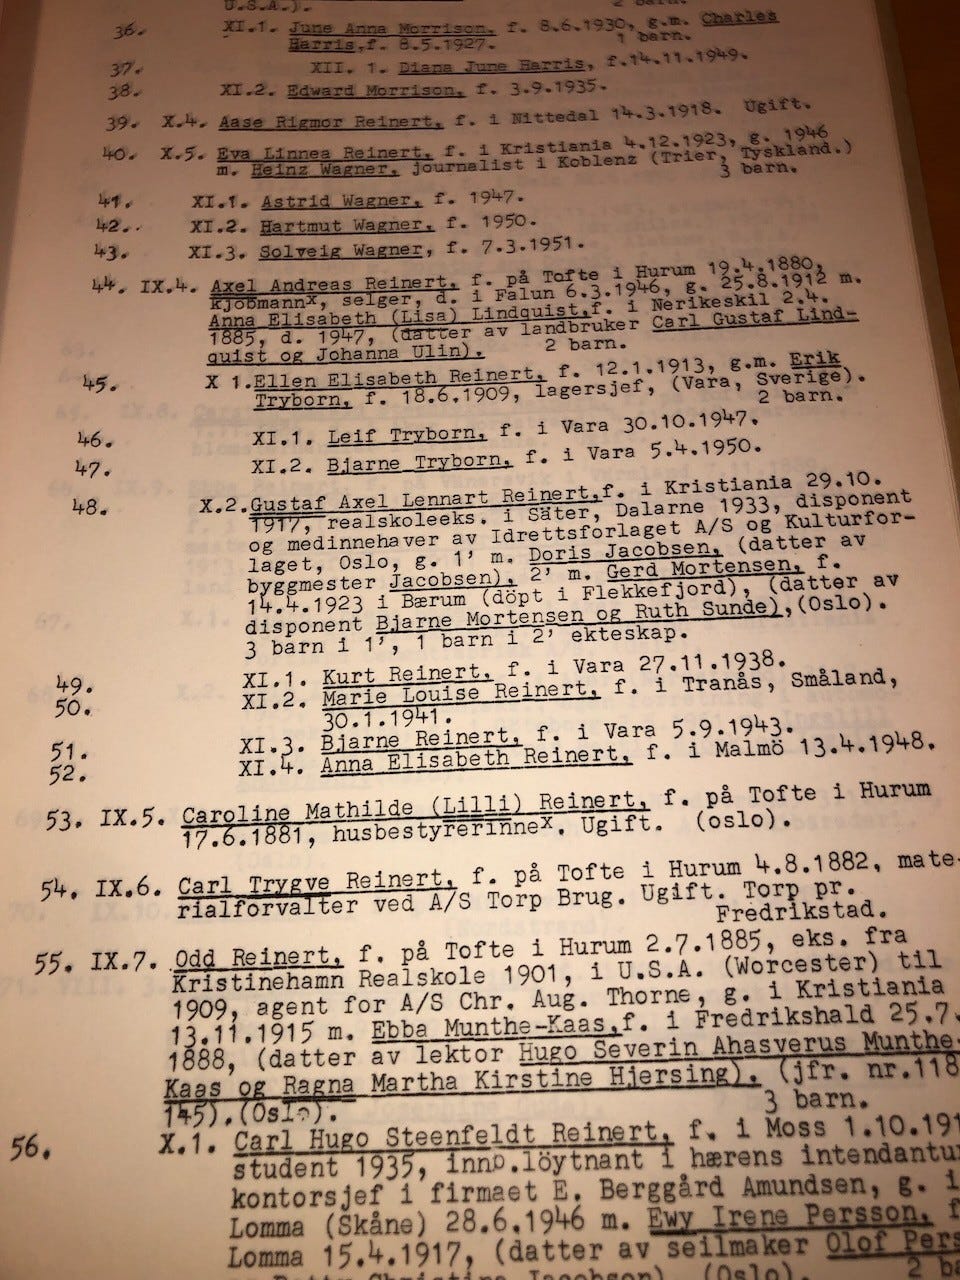 U.S.A.). 2 barn.
36. XI.1. June Anna Morrison, f. 8.6.1930, g.m. Charles
Harris, f. 8.5.1927. 1 barn.
37. XII. 1. Diana June Harris, f.14.11.1949.
38. XI.2. Edward Morrison, f. 3.9.1935.
39. X.4. Aase Rigmor Reinert, f. i Nittedal 14.3.1918. Ugift.
40. X.5. Eva Linnea Reinert, f. i Kristiania 4.12.1923, g. 1946
m. Heinz Wagner, journalist i Koblenz (Trier, Tyskland.)
3 barn.
41. XI.1. Astrid Wagner, f. 1947.
42. XI.2. Hartmut Wagner, f. 1950.
43. XI.3. Solveig Wagner, f. 7.3.1951.
44. IX.4. Axel Andreas Reinert, f. på Tofte i Hurum 19.4.1880,
kjöbmannx, selger, d. i Falun 6.3.1946, g. 25.8.1912 m.
Anna Elisabeth (Lisa) Lindquist,f. i Nerikeskil 2.4.
1885, d. 1947, (datter av landbruker Carl Gustaf Lind-
quist og Johanna Ulin). 2 barn.
45. X 1.Ellen Elisabeth Reinert, f. 12.1.1913, g.m. Erik
Tryborn, f. 18.6.1909, lagersjef, (Vara, Sverige).
2 barn.
46. XI.1. Leif Tryborn, f. i Vara 30.10.1947.
47. XI.2. Bjarne Tryborn, f. i Vara 5.4.1950.
48. X.2.Gustaf Axel Lennart Reinert,f. i Kristiania 29.10.
1917, realskoleeks. i Säter, Dalarne 1933, disponent
og medinnehaver av Idrettsforlaget A/S og Kulturfor-
laget, Oslo, g. 1' m. Doris Jacobsen, (datter av
byggmester Jacobsen), 2' m. Gerd Mortensen, f.
14.4.1923 i Bærum (döpt i Flekkefjord), (datter av
disponent Bjarne Mortensen og Ruth Sunde),(Oslo).
3 barn i 1', 1 barn i 2' ekteskap.
49. XI.1. Kurt Reinert, f. i Vara 27.11.1938.
50. XI.2. Marie Louise Reinert, f. i Tranås, Småland,
30.1.1941.
51. XI.3. Bjarne Reinert, f. i Vara 5.9.1943.
52. XI.4. Anna Elisabeth Reinert, f. i Malmö 13.4.1948.
53. IX.5. Caroline Mathilde (Lilli) Reinert, f. på Tofte i Hurum
17.6.1881, husbestyrerinnex. Ugift. (oslo).
54. IX.6. Carl Trygve Reinert, f. på Tofte i Hurum 4.8.1882, mate-
rialforvalter ved A/S Torp Brug. Ugift. Torp pr.
Fredrikstad.
55. IX.7. Odd Reinert, f. på Tofte i Hurum 2.7.1885, eks. fra
Kristinehamn Realskole 1901, i U.S.A. (Worcester) til
1909, agent for A/S Chr. Aug. Thorne, g. i Kristiania
13.11.1915 m. Ebba Munthe-Kaas,f. i Fredrikshald 25.7.
1888, (datter av lektor Hugo Severin Ahasverus Munthe-
Kaas og Ragna Martha Kirstine Hjersing), (jfr. nr.118
145).(Oslo). 3 barn.
56. X.1. Carl Hugo Steenfeldt Reinert, f. i Moss 1.10.191
student 1935, innp.löytnant i hærens intendantu
kontorsjef i firmaet E. Berggård Amundsen, g. i
Lomma (Skåne) 28.6.1946 m. Ewy Irene Persson, f
Lomma 15.4.1917, (datter av seilmaker Olof Pers
Christina Jacobson) (Oslo). 2 b